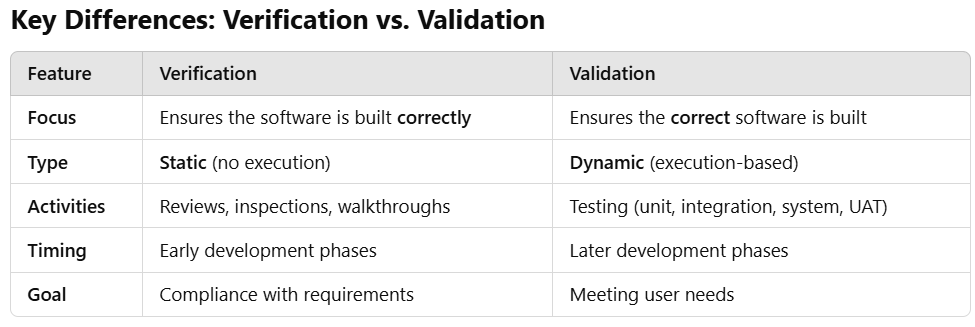 Key Differences: Verification vs. Validation
Feature Verification Validation
Focus Ensures the software is built correctly Ensures the correct software is built
Type Static (no execution) Dynamic (execution-based)
Activities Reviews, inspections, walkthroughs Testing (unit, integration, system, UAT)
Timing Early development phases Later development phases
Goal Compliance with requirements Meeting user needs